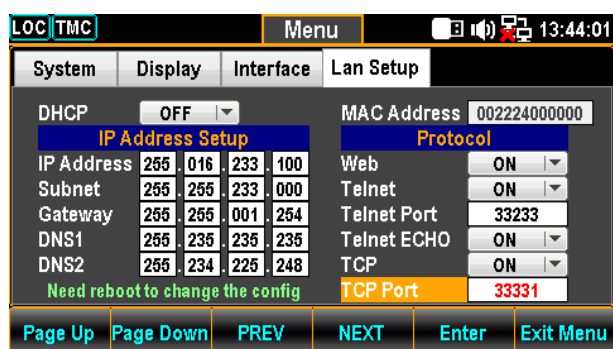 LOC TMC Menu 13:44:01
System Display Interface Lan Setup
DHCP OFF
IP Address Setup
IP Address 255 . 016 . 233 . 100
Subnet 255 . 255 . 233 . 000
Gateway 255 . 255 . 001 . 254
DNS1 255 . 235 . 235 . 235
DNS2 255 . 234 . 225 . 248
Need reboot to change the config
MAC Address 002224000000
Protocol
Web ON
Telnet ON
Telnet Port 33233
Telnet ECHO ON
TCP ON
TCP Port 33331
Page Up Page Down PREV NEXT Enter Exit Menu